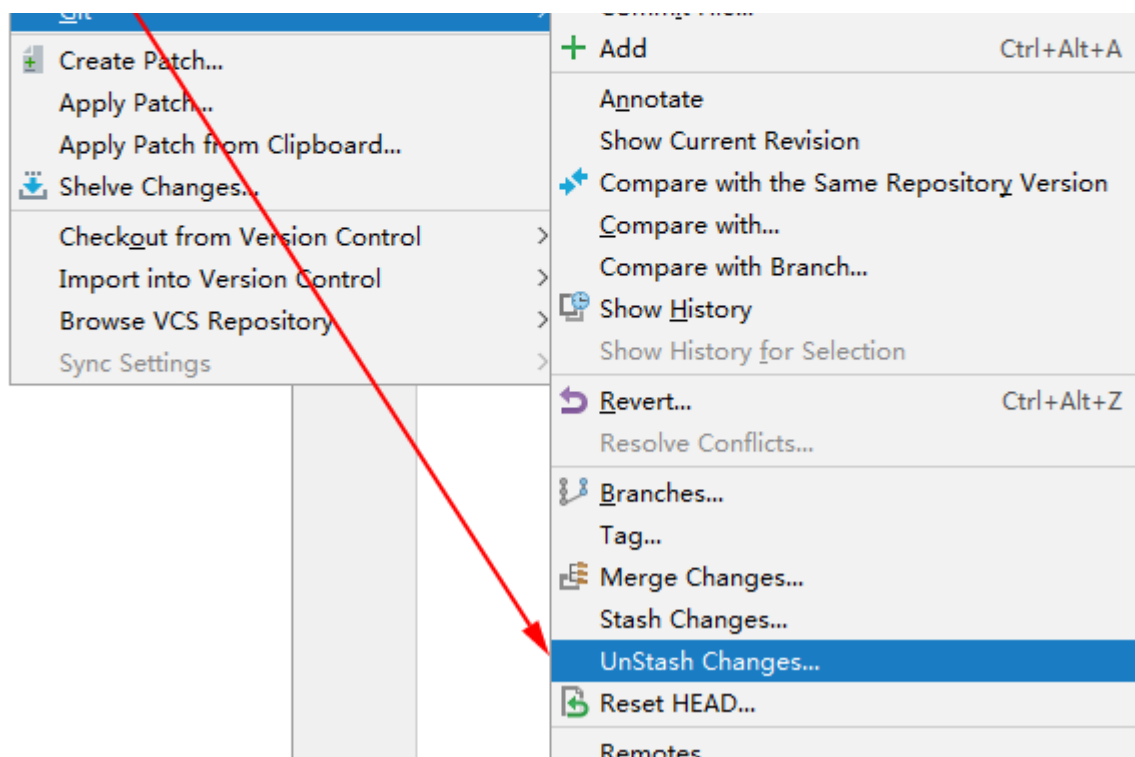 Git
Create Patch...
Apply Patch...
Apply Patch from Clipboard...
Shelve Changes...
Checkout from Version Control
Import into Version Control
Browse VCS Repository
Sync Settings
Commit File...
Add Ctrl+Alt+A
Annotate
Show Current Revision
Compare with the Same Repository Version
Compare with...
Compare with Branch...
Show History
Show History for Selection
Revert... Ctrl+Alt+Z
Resolve Conflicts...
Branches...
Tag...
Merge Changes...
Stash Changes...
UnStash Changes...
Reset HEAD...
Remotes